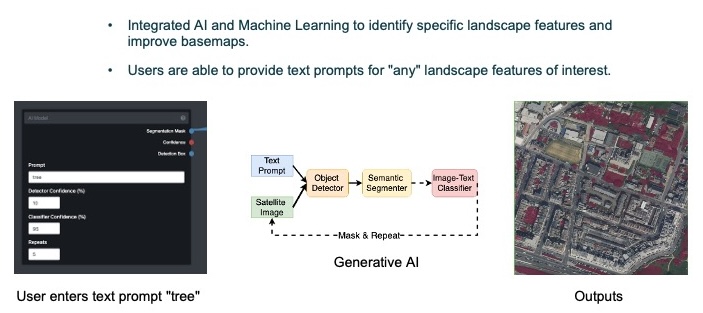 • Integrated AI and Machine Learning to identify specific landscape features and
improve basemaps.
• Users are able to provide text prompts for "any" landscape features of interest.
AI Model
Segmentation Mask
Confidence
Detection Box
Prompt
tree
Detector Confidence (%)
10
Classifier Confidence (%)
Repeats
5
Text
Prompt
Satellite
Image
Object
Detector
Semantic
Segmenter
Image-Text
Classifier
Mask & Repeat
Generative AI
User enters text prompt "tree"
Outputs